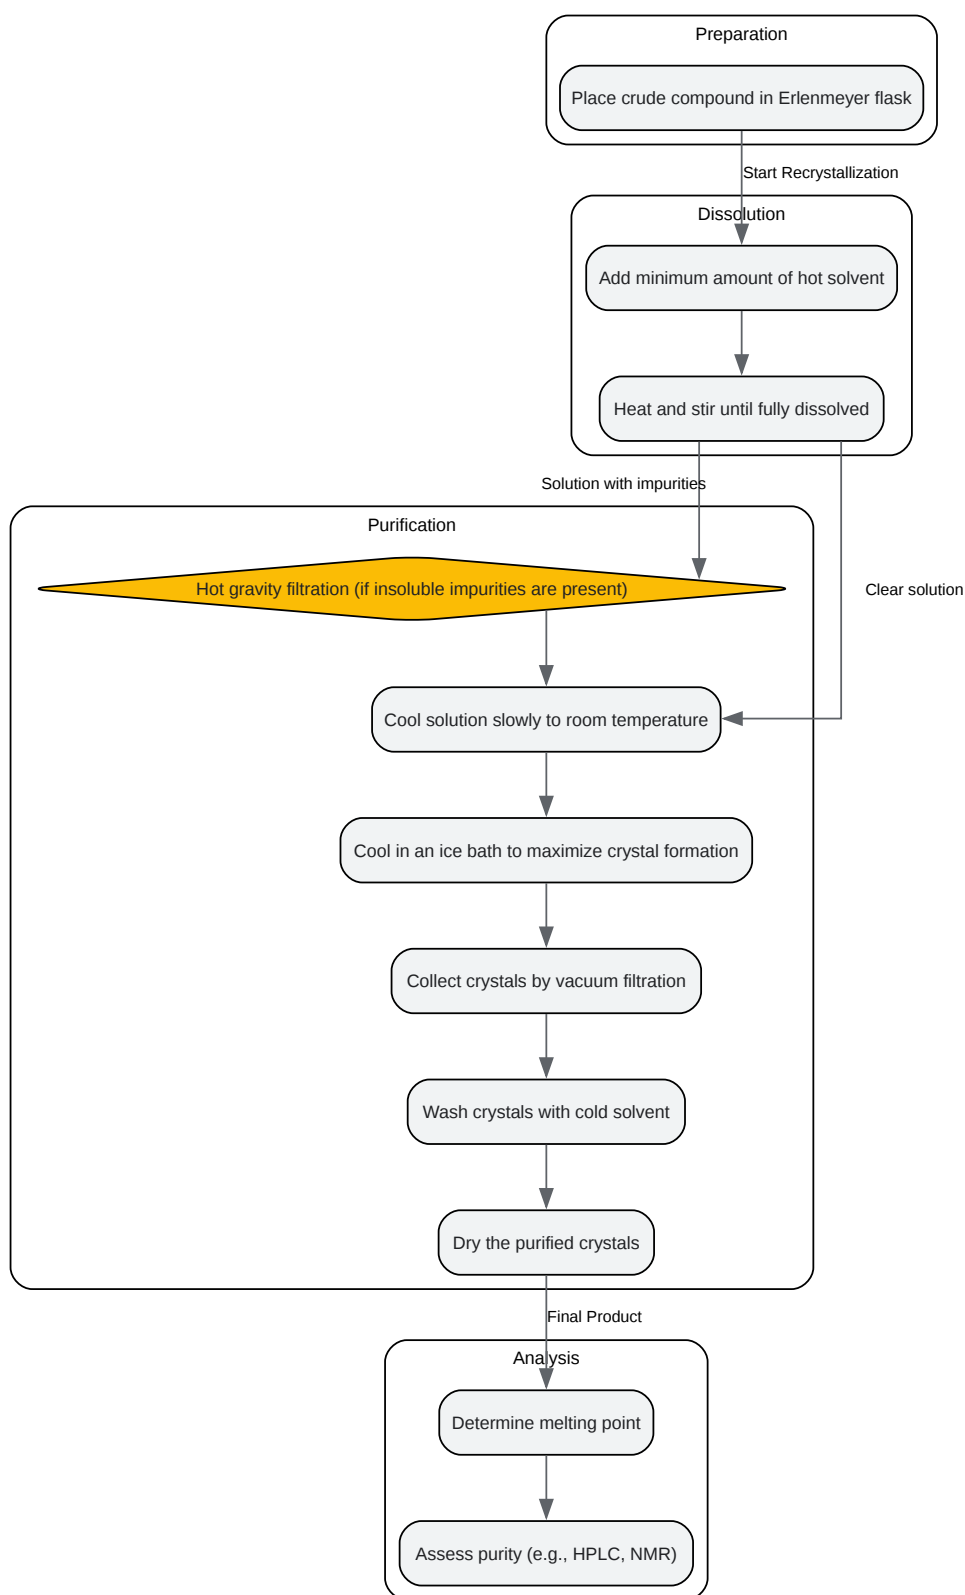 Preparation
Place crude compound in Erlenmeyer flask
Start Recrystallization
Dissolution
Add minimum amount of hot solvent
Heat and stir until fully dissolved
Solution with impurities
Purification
Hot gravity filtration (if insoluble impurities are present)
Clear solution
Cool solution slowly to room temperature
Cool in an ice bath to maximize crystal formation
Collect crystals by vacuum filtration
Wash crystals with cold solvent
Dry the purified crystals
Final Product
Analysis
Determine melting point
Assess purity (e.g., HPLC, NMR)